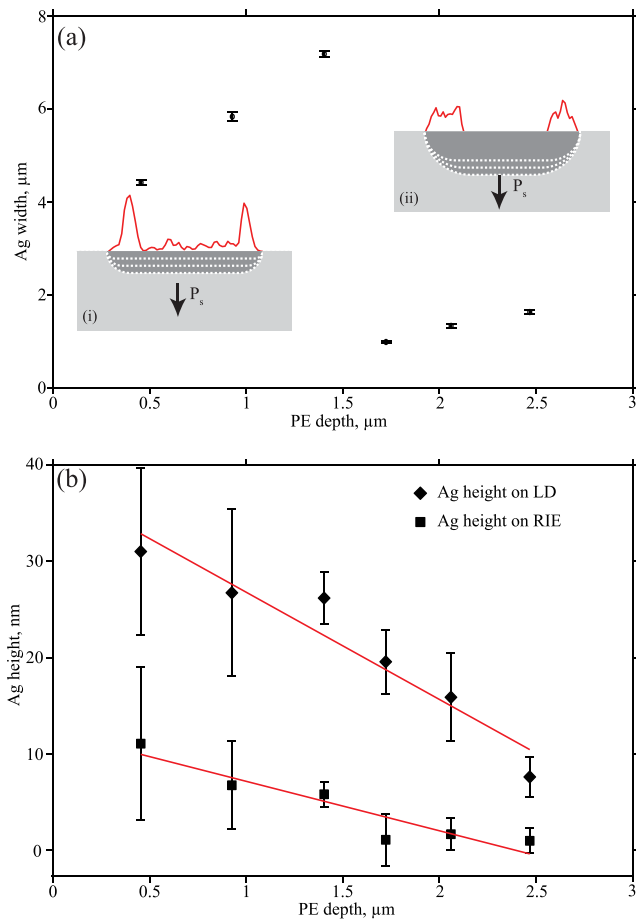 (a)
8
6
4
2
0
Ag width, µm
(i)
Pₛ
(ii)
Pₛ
0
0.5
1
1.5
2
2.5
3
PE depth, µm
(b)
40
30
20
10
0
Ag height, nm
Ag height on LD
Ag height on RIE
0
0.5
1
1.5
2
2.5
3
PE depth, µm